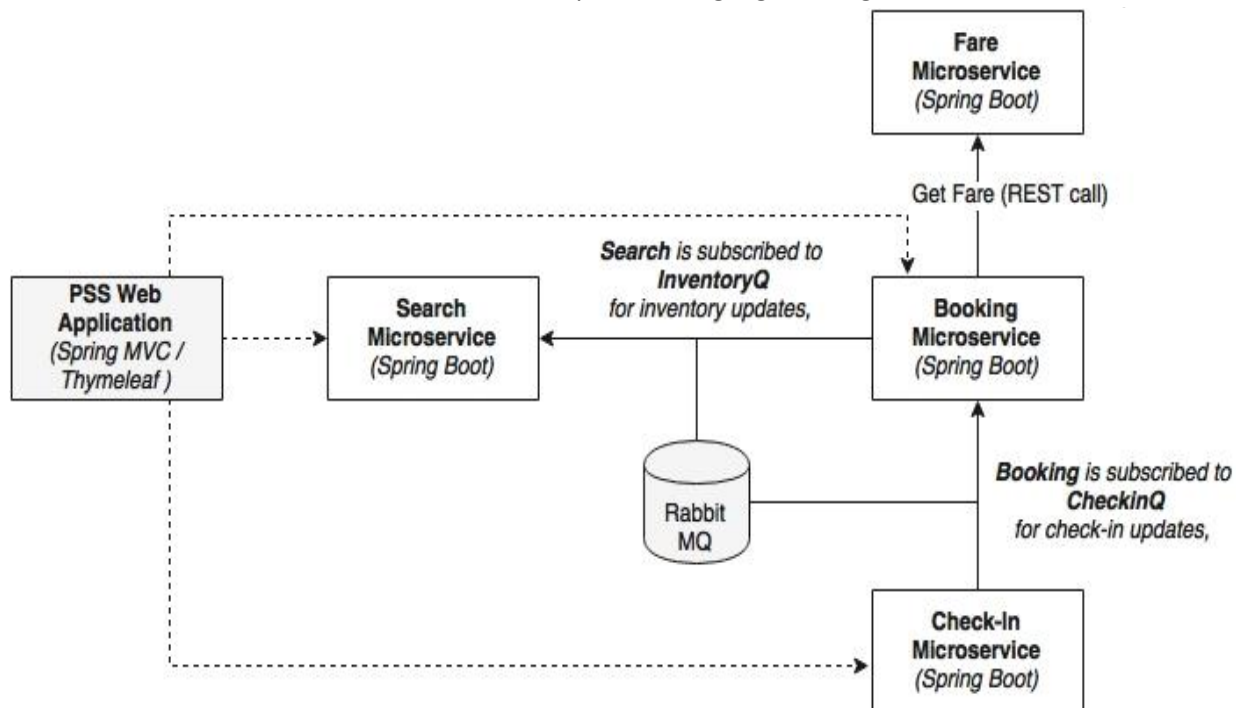 Fare
Microservice
(Spring Boot)
Get Fare (REST call)
Search is subscribed to
InventoryQ
for inventory updates,
PSS Web
Application
(Spring MVC /
Thymeleaf )
Search
Microservice
(Spring Boot)
Booking
Microservice
(Spring Boot)
Rabbit
MQ
Booking is subscribed to
CheckinQ
for check-in updates,
Check-In
Microservice
(Spring Boot)